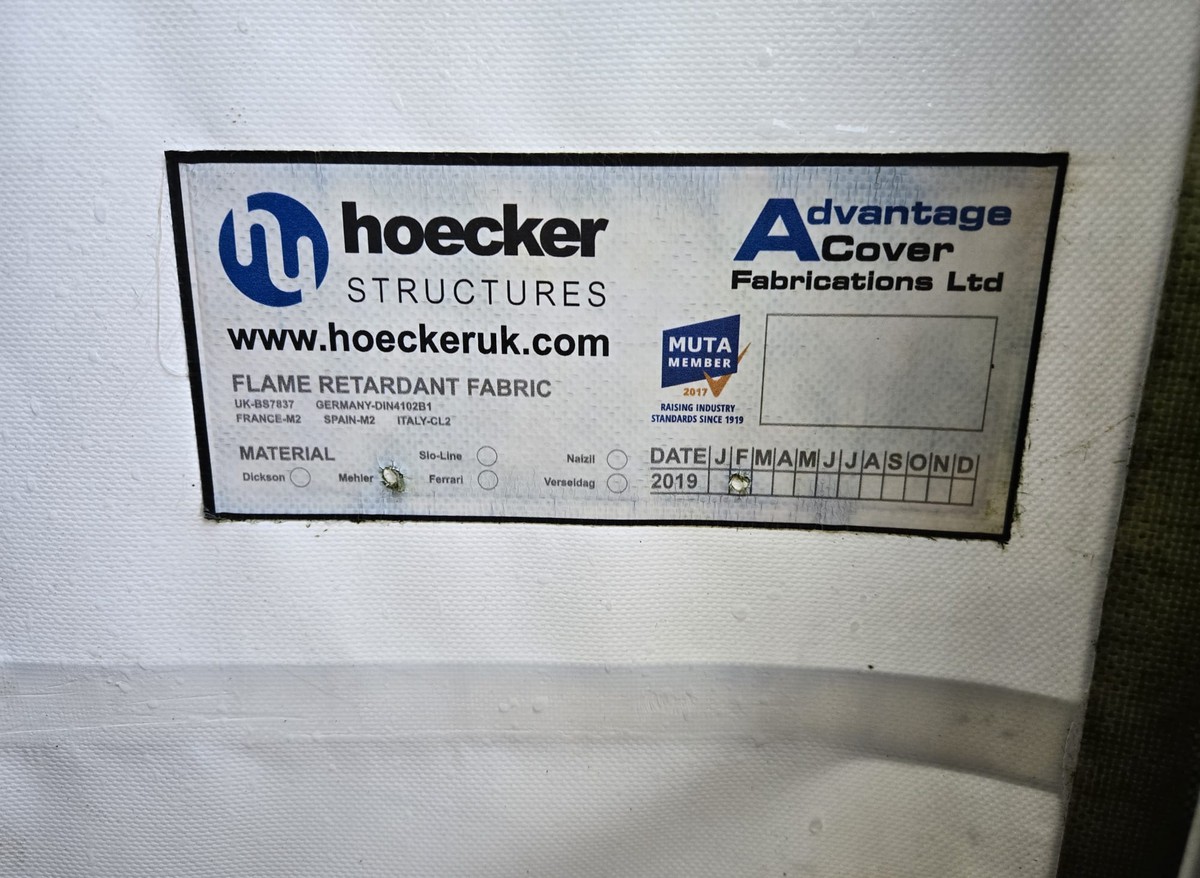 hoecker
STRUCTURES
www.hoeckeruk.com
FLAME RETARDANT FABRIC
UK-BS7837 GERMANY-DIN4102B1
FRANCE-M2 SPAIN-M2 ITALY-CL2
MATERIAL
Sio-Line
Naizil
Dickson
Mehler
Ferrari
Verseidag
Advantage
Cover
Fabrications Ltd
MUTA
MEMBER
2017
RAISING INDUSTRY
STANDARDS SINCE 1919
DATE J F M A M J J A S O N D
2019